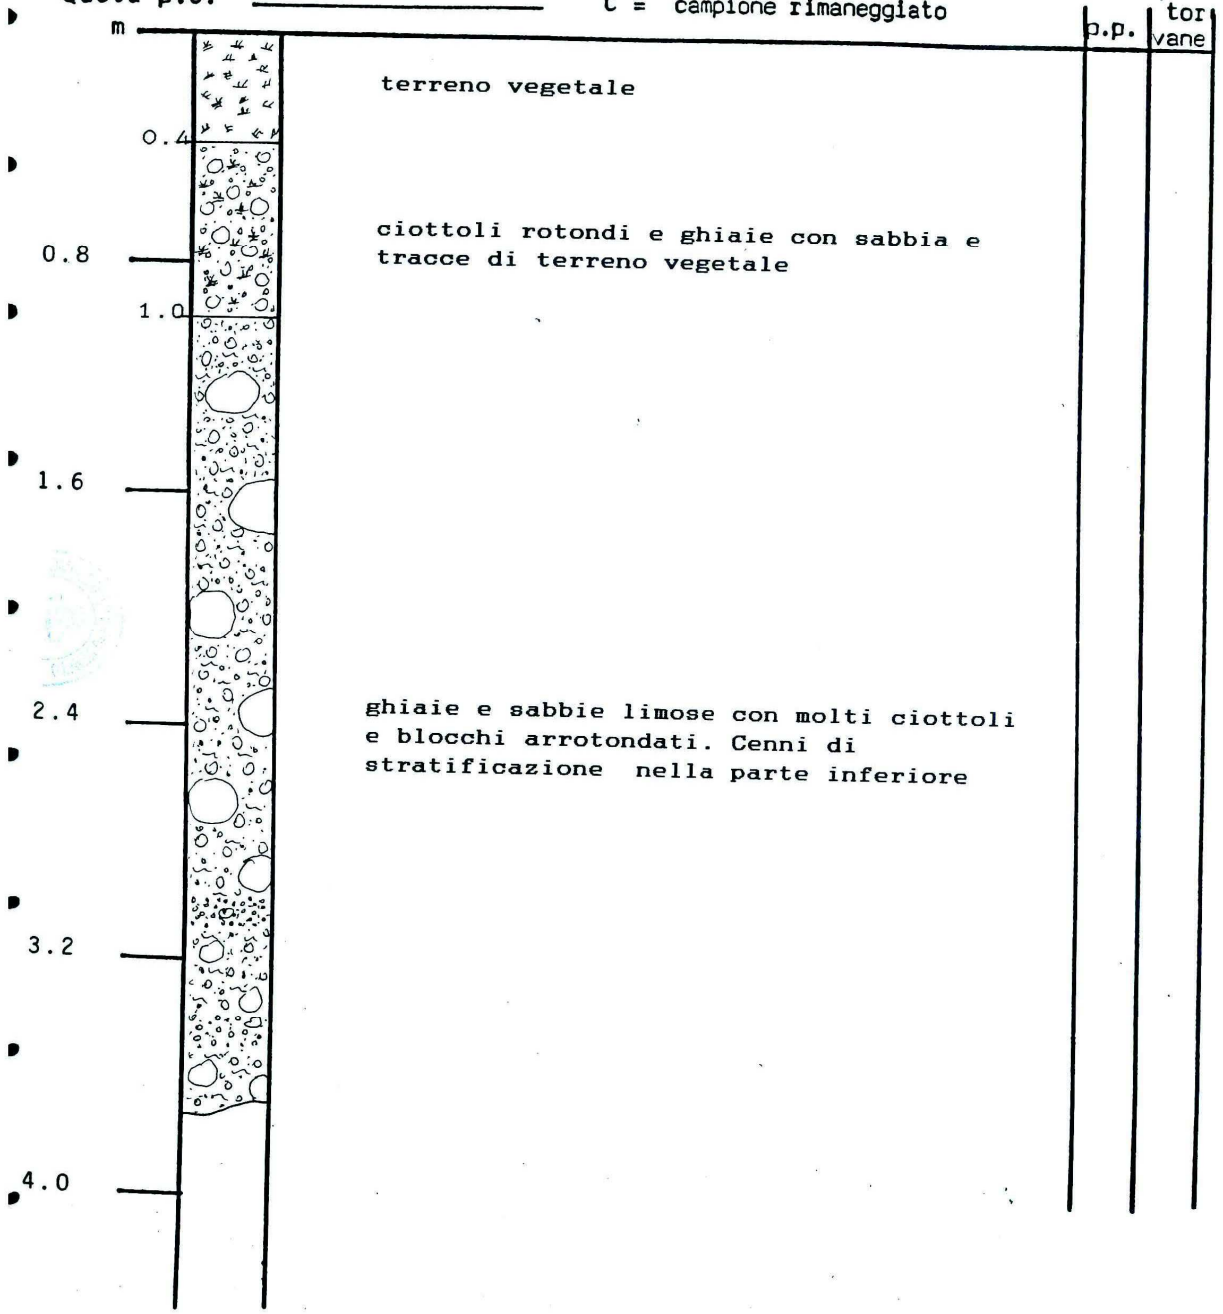 C = campione rimaneggiato
m
p.p.
tor
vane
terreno vegetale
0.4
ciottoli rotondi e ghiaie con sabbia e
tracce di terreno vegetale
0.8
1.0
1.6
2.4
ghiaie e sabbie limose con molti ciottoli
e blocchi arrotondati. Cenni di
stratificazione nella parte inferiore
3.2
4.0